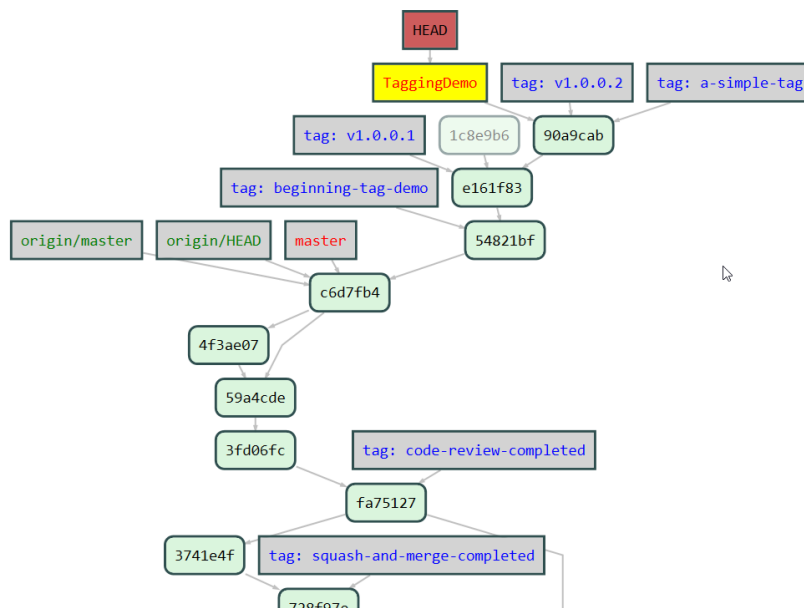 HEAD
TaggingDemo
tag: v1.0.0.2
tag: a-simple-tag
tag: v1.0.0.1
1c8e9b6
90a9cab
tag: beginning-tag-demo
e161f83
origin/master
origin/HEAD
master
54821bf
c6d7fb4
4f3ae07
59a4cde
3fd06fc
tag: code-review-completed
fa75127
3741e4f
tag: squash-and-merge-completed